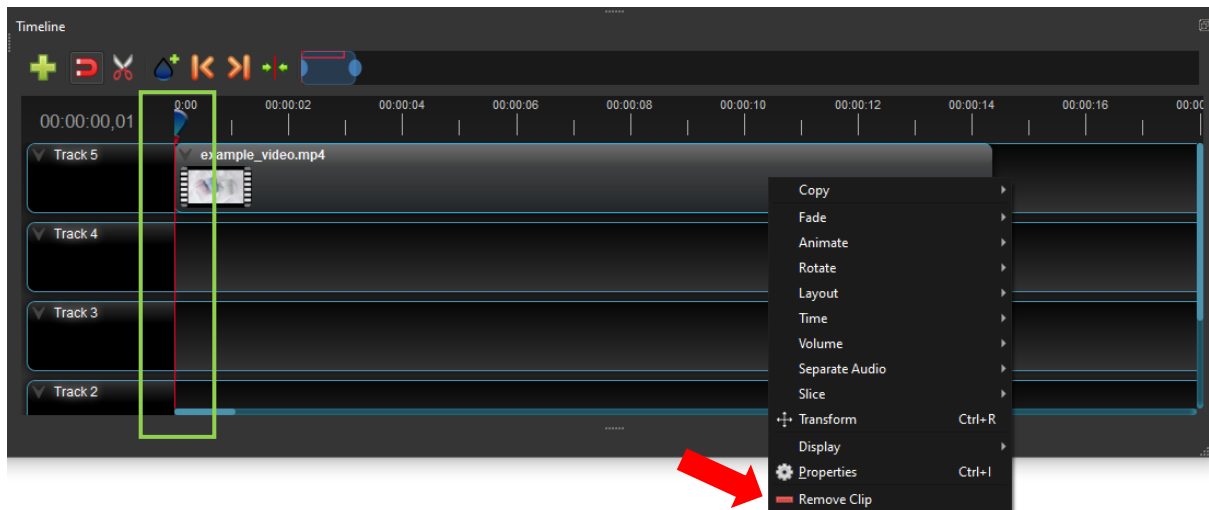 Timeline
00:00:00,01
0:00 00:00:02 00:00:04 00:00:06 00:00:08 00:00:10 00:00:12 00:00:14 00:00:16
Track 5
example_video.mp4
Track 4
Track 3
Track 2
Copy
Fade
Animate
Rotate
Layout
Time
Volume
Separate Audio
Slice
Transform Ctrl+R
Display
Properties Ctrl+I
Remove Clip